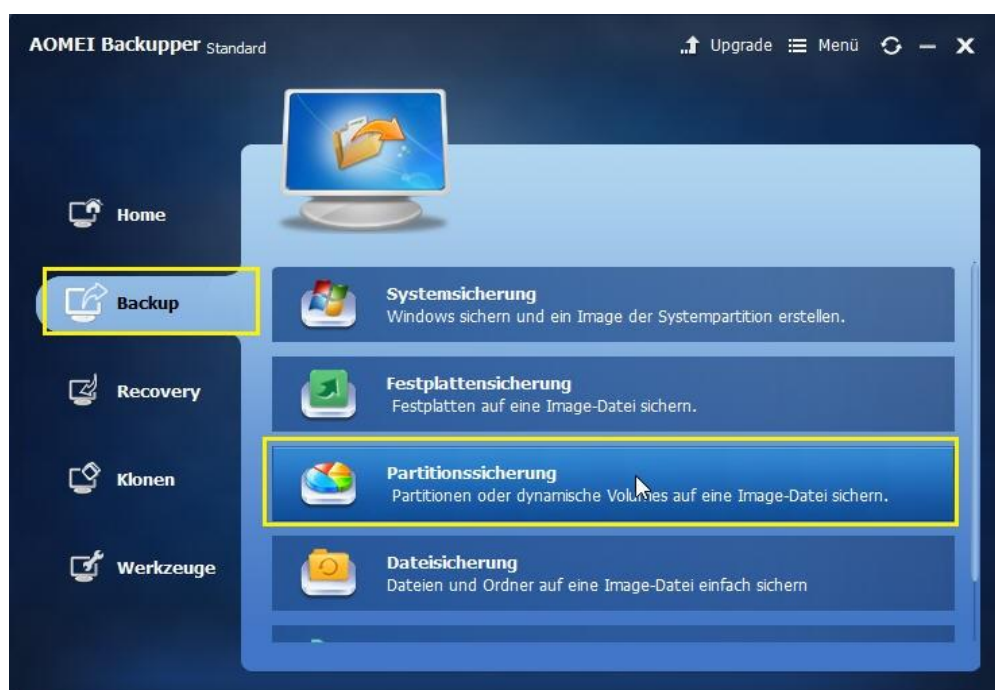 AOMEI Backupper Standard
Upgrade Menü
Home
Backup
Systemsicherung
Windows sichern und ein Image der Systempartition erstellen.
Recovery
Festplattensicherung
Festplatten auf eine Image-Datei sichern.
Klonen
Partitionssicherung
Partitionen oder dynamische Volumes auf eine Image-Datei sichern.
Werkzeuge
Dateisicherung
Dateien und Ordner auf eine Image-Datei einfach sichern